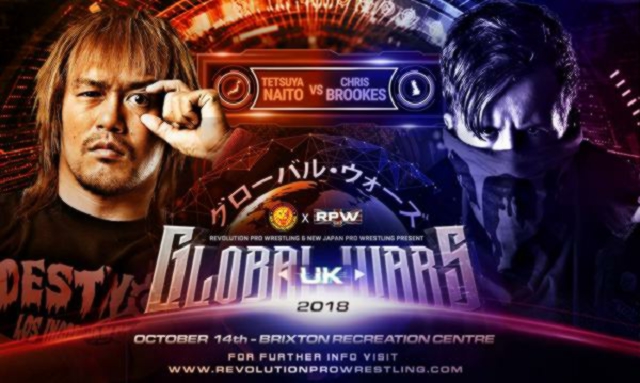 TETSUYA NAITO VS CHRIS BROOKES
グローバル・ウォーズ
X RPW
REVOLUTION PRO WRESTLING & NEW JAPAN PRO WRESTLING PRESENT
GLOBAL WARS
UK
2018
DEST
LOS
OCTOBER 14th - BRIXTON RECREATION CENTRE
FOR FURTHER INFO VISIT
WWW.REVOLUTIONPROWRESTLING.COM